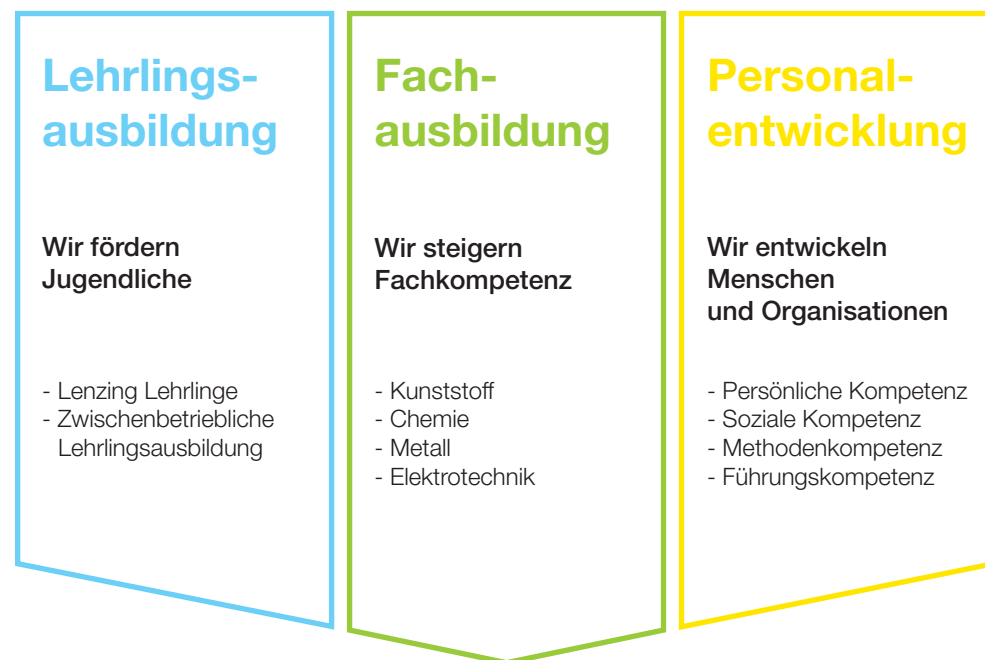 Lehrlings-
ausbildung
Wir fördern
Jugendliche
- Lenzing Lehrlinge
- Zwischenbetriebliche
Lehrlingsausbildung
Fach-
ausbildung
Wir steigern
Fachkompetenz
- Kunststoff
- Chemie
- Metall
- Elektrotechnik
Personal-
entwicklung
Wir entwickeln
Menschen
und Organisationen
- Persönliche Kompetenz
- Soziale Kompetenz
- Methodenkompetenz
- Führungskompetenz